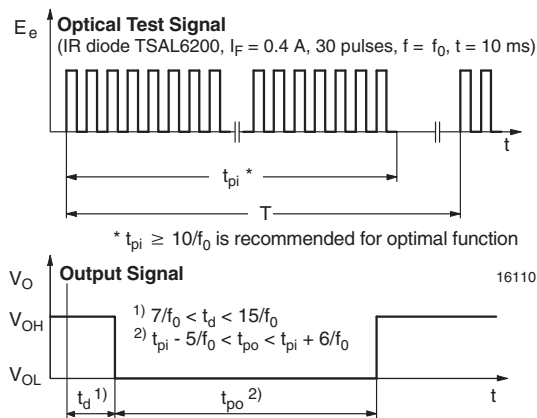 E_e
Optical Test Signal
(IR diode TSAL6200, I_F = 0.4 A, 30 pulses, f = f_0, t = 10 ms)
t
t_pi *
T
* t_pi ≥ 10/f_0 is recommended for optimal function
V_O
Output Signal
16110
V_OH
1) 7/f_0 < t_d < 15/f_0
2) t_pi - 5/f_0 < t_po < t_pi + 6/f_0
V_OL
t_d 1)
t_po 2)
t